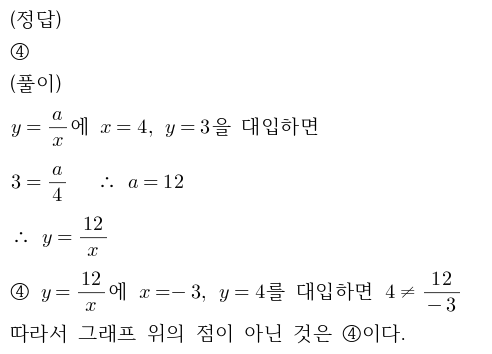 (정답)
④
(풀이)
y = a/x 에 x = 4, y = 3을 대입하면
3 = a/4 ∴ a = 12
∴ y = 12/x
④ y = 12/x 에 x = − 3, y = 4를 대입하면 4 ≠ 12/− 3
따라서 그래프 위의 점이 아닌 것은 ④이다.